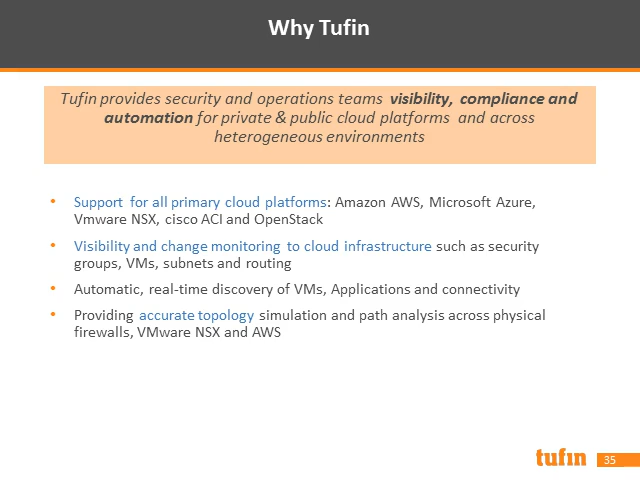 Why Tufin
Tufin provides security and operations teams visibility, compliance and
automation for private & public cloud platforms and across
heterogeneous environments
• Support for all primary cloud platforms: Amazon AWS, Microsoft Azure,
Vmware NSX, cisco ACI and OpenStack
• Visibility and change monitoring to cloud infrastructure such as security
groups, VMs, subnets and routing
• Automatic, real-time discovery of VMs, Applications and connectivity
• Providing accurate topology simulation and path analysis across physical
firewalls, VMware NSX and AWS
tufin
35